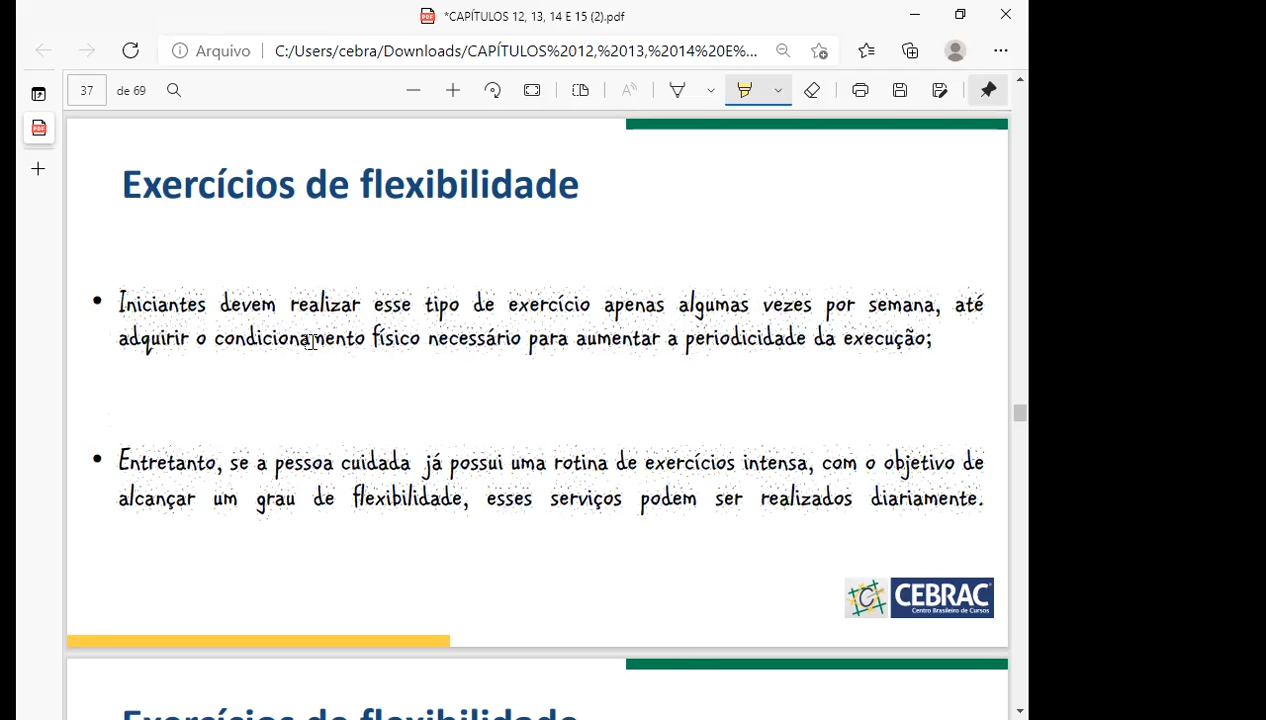 *CAPÍTULOS 12, 13, 14 E 15 (2).pdf
Arquivo
C:/Users/cebra/Downloads/CAPÍTULOS%2012,%2013,%2014%20E%...
37 de 69
Exercícios de flexibilidade
• Iniciantes devem realizar esse tipo de exercício apenas algumas vezes por semana, até
adquirir o condicionamento físico necessário para aumentar a periodicidade da execução;
• Entretanto, se a pessoa cuidada já possui uma rotina de exercícios intensa, com o objetivo de
alcançar um grau de flexibilidade, esses serviços podem ser realizados diariamente.
CEBRAC
Centro Brasileiro de Cursos
Exercícios de flexibilidade